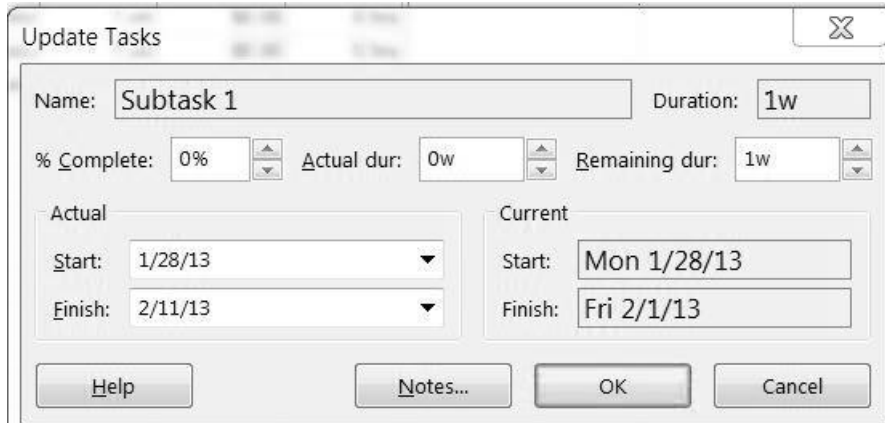 Update Tasks
Name: Subtask 1 Duration: 1w
% Complete: 0% Actual dur: 0w Remaining dur: 1w
Actual Current
Start: 1/28/13 Start: Mon 1/28/13
Finish: 2/11/13 Finish: Fri 2/1/13
Help Notes... OK Cancel